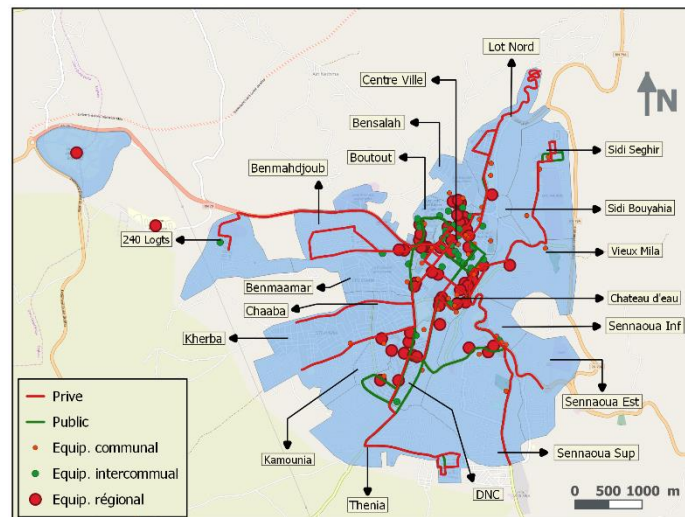 Lot Nord
Centre Ville
N
Bensalah
Sidi Seghir
Boutout
Benmahdjoub
Sidi Bouyahia
240 Logts
Vieux Mila
Benmaamar
Chateau d'eau
Chaaba
Sennaoua Inf
Kherba
Sennaoua Est
Prive
Public
Equip. communal
Kamounia
Sennaoua Sup
Equip. intercommual
Thenia
DNC
Equip. régional
0 500 1000 m